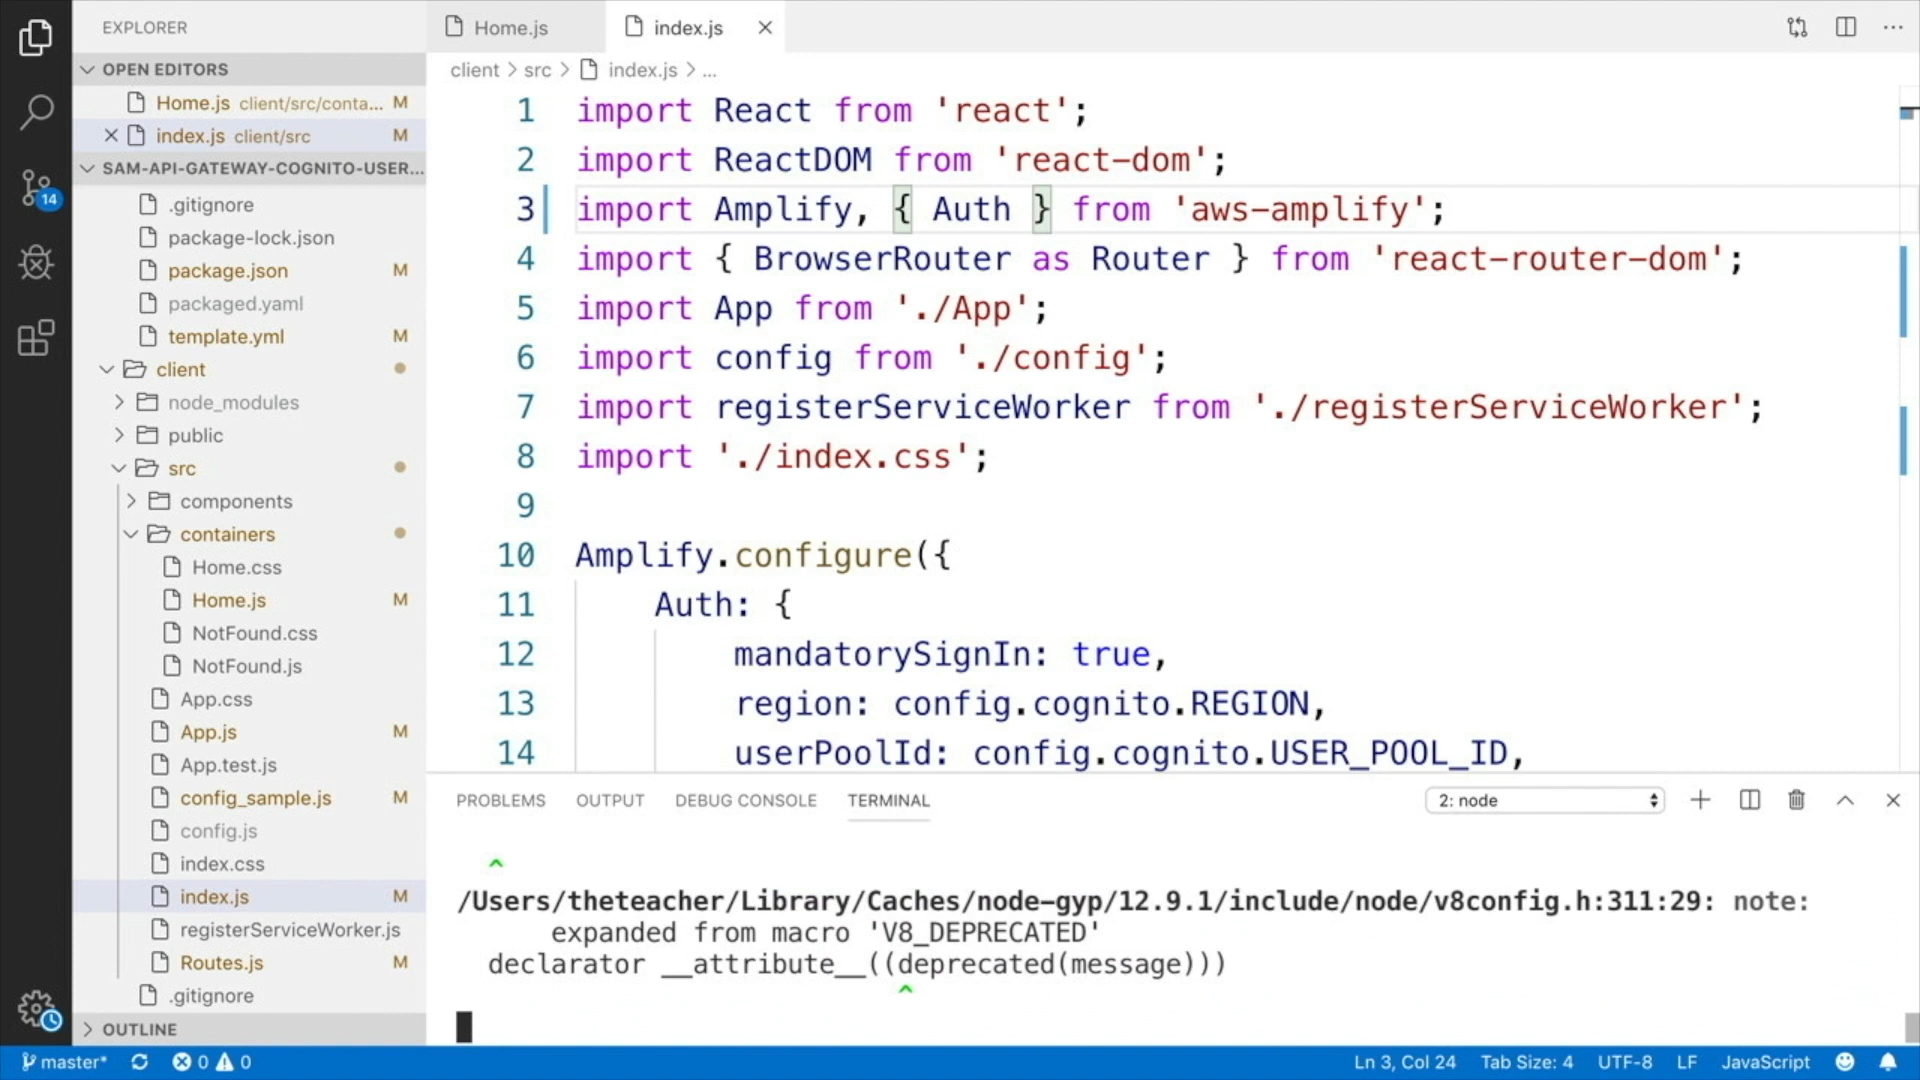 EXPLORER
OPEN EDITORS
Home.js client/src/conta... M
index.js client/src M
SAM-API-GATEWAY-COGNITO-USER...
.gitignore
package-lock.json
package.json M
packaged.yaml
template.yml M
client
node_modules
public
src
components
containers
Home.css
Home.js M
NotFound.css
NotFound.js
App.css
App.js M
App.test.js
config_sample.js M
config.js
index.css
index.js M
registerServiceWorker.js
Routes.js M
.gitignore
OUTLINE
14
Home.js
index.js
client > src > index.js > ...
1 import React from 'react';
2 import ReactDOM from 'react-dom';
3 import Amplify, { Auth } from 'aws-amplify';
4 import { BrowserRouter as Router } from 'react-router-dom';
5 import App from './App';
6 import config from './config';
7 import registerServiceWorker from './registerServiceWorker';
8 import './index.css';
9
10 Amplify.configure({
11 Auth: {
12 mandatorySignIn: true,
13 region: config.cognito.REGION,
14 userPoolId: config.cognito.USER_POOL_ID,
PROBLEMS OUTPUT DEBUG CONSOLE TERMINAL 2: node
^
/Users/theteacher/Library/Caches/node-gyp/12.9.1/include/node/v8config.h:311:29: note:
expanded from macro 'V8_DEPRECATED'
declarator __attribute__((deprecated(message)))
^
master* 0 0 Ln 3, Col 24 Tab Size: 4 UTF-8 LF JavaScript